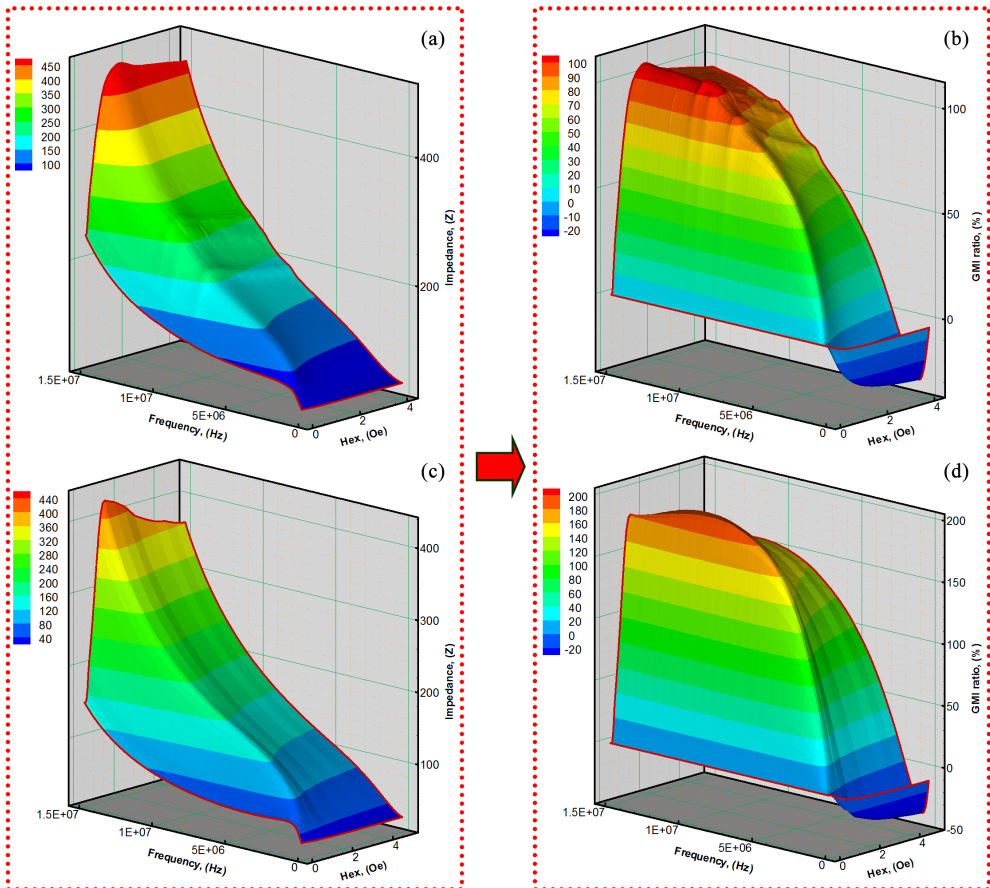 (a)
450
400
350
300
250
200
150
100
400
200
Impedance, (Z)
1.5E+07
1E+07
5E+06
0
Frequency, (Hz)
0
2
4
Hex, (Oe)
(b)
100
90
80
70
60
50
40
30
20
10
0
-10
-20
100
50
0
GMI ratio, (%)
1.5E+07
1E+07
5E+06
0
Frequency, (Hz)
0
2
4
Hex, (Oe)
(c)
440
400
360
320
280
240
200
160
120
80
40
400
300
200
100
Impedance, (Z)
1.5E+07
1E+07
5E+06
0
Frequency, (Hz)
0
2
4
Hex, (Oe)
(d)
200
180
160
140
120
100
80
60
40
20
0
-20
200
150
100
50
0
-50
GMI ratio, (%)
1.5E+07
1E+07
5E+06
0
Frequency, (Hz)
0
2
4
Hex, (Oe)